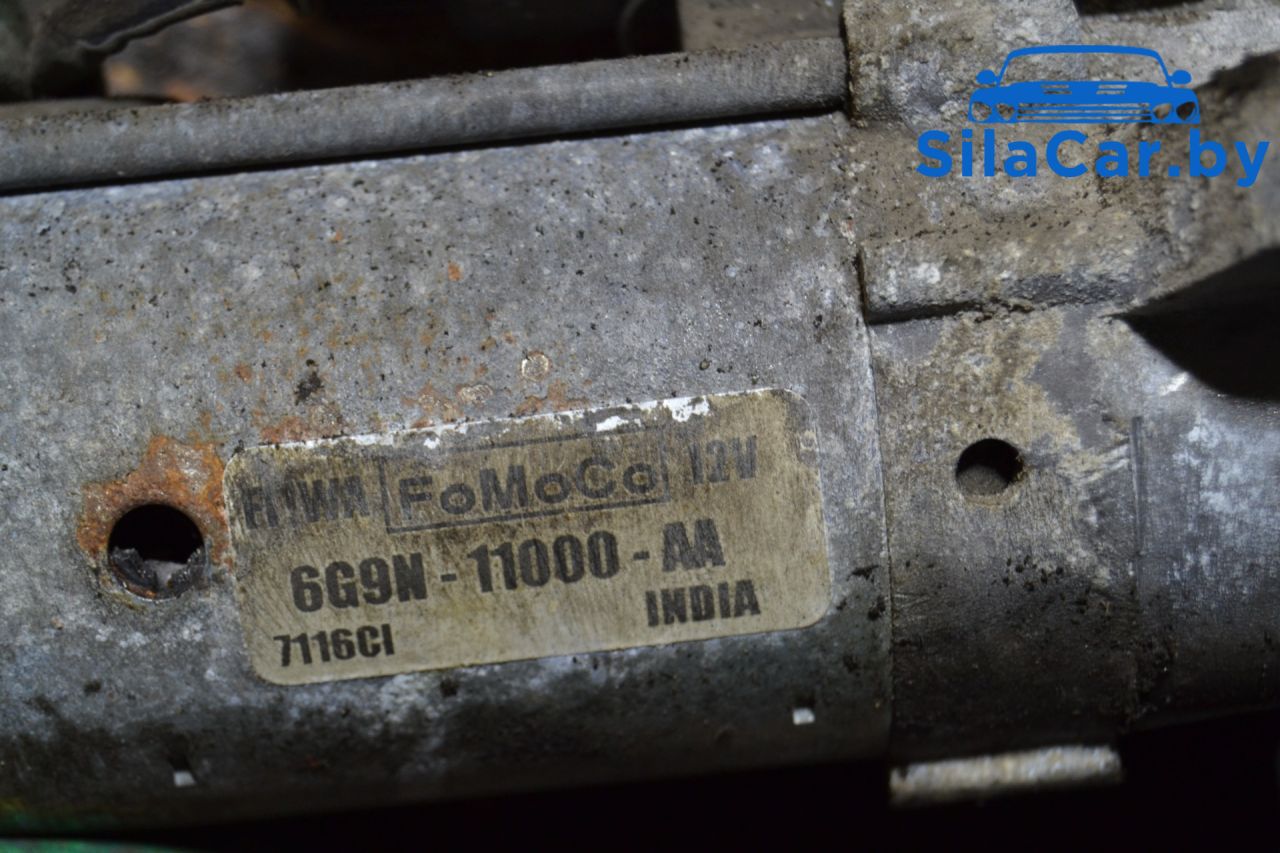 SilaCar.by
FoMoCo 12V
6G9N-11000-AA
INDIA
7116CI